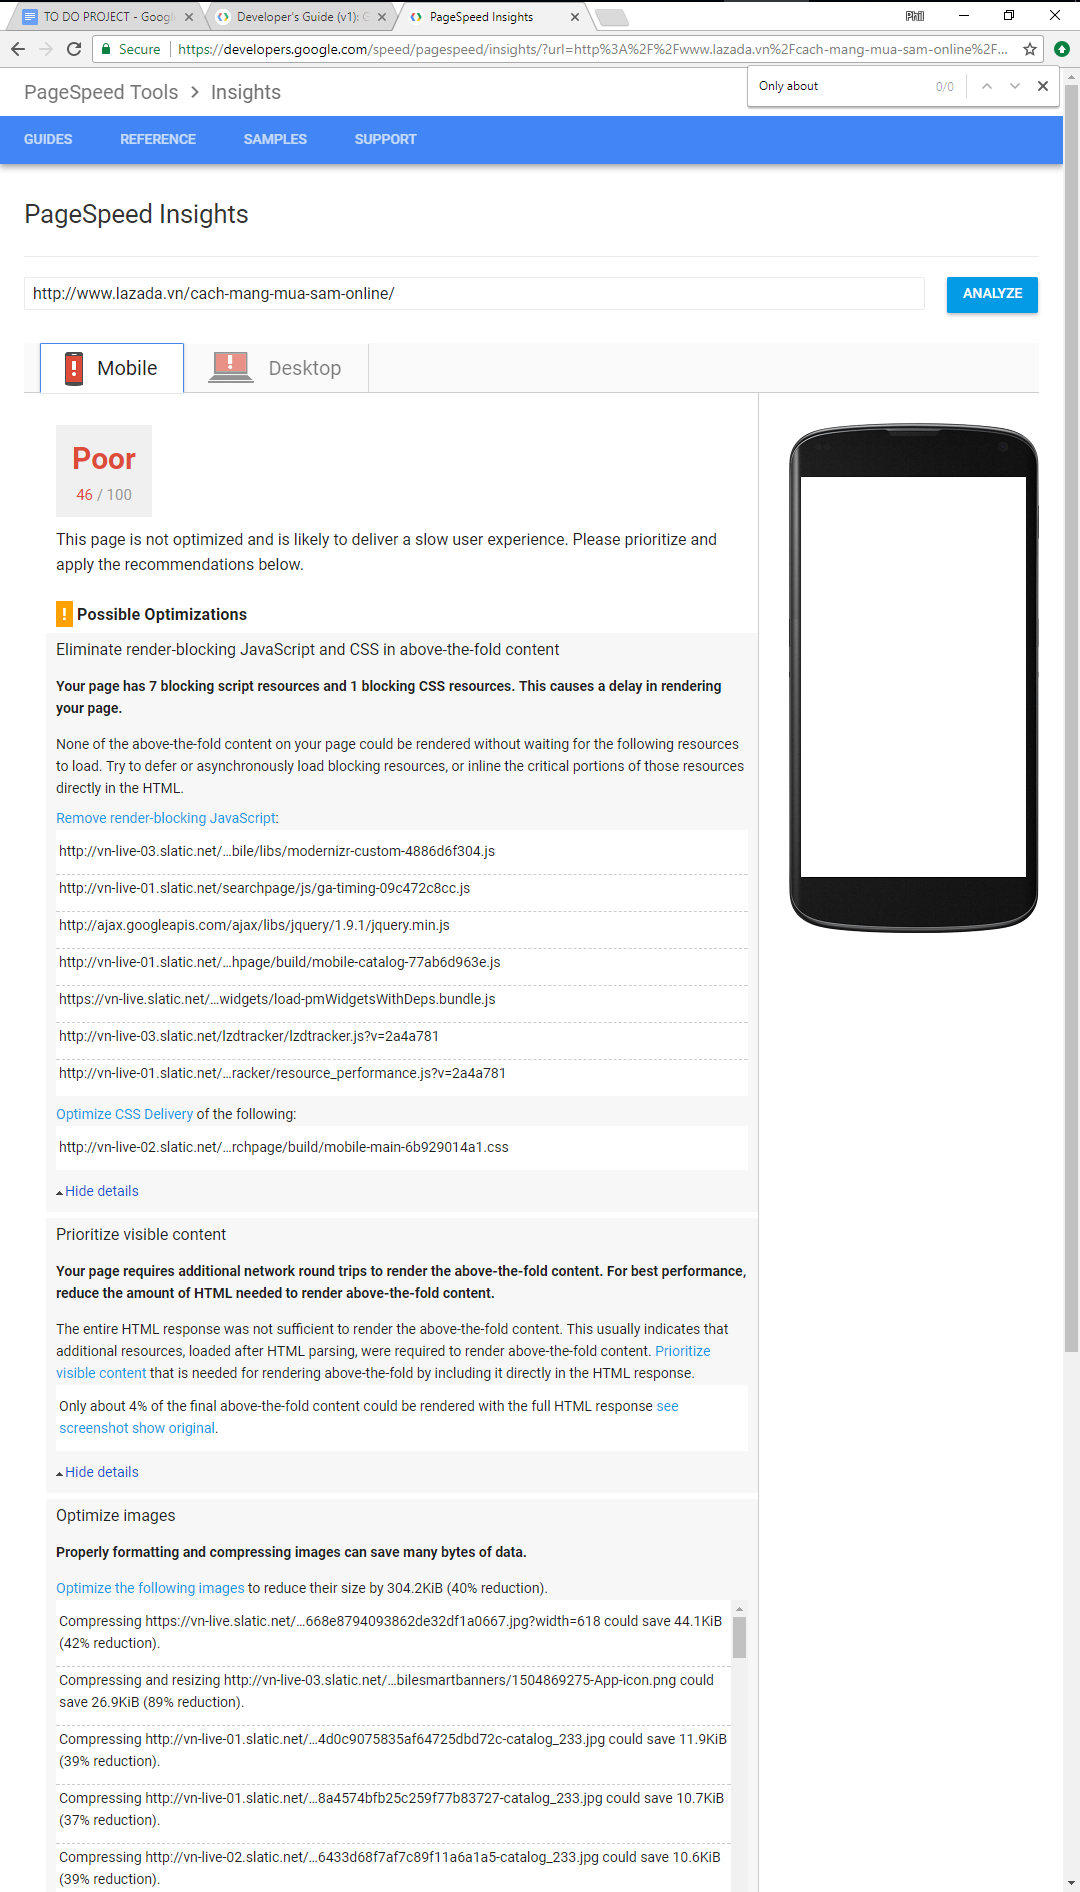 TO DO PROJECT - Googl
Developer's Guide (v1): G
PageSpeed Insights
Phill
Secure
https://developers.google.com/speed/pagespeed/insights/?url=http%3A%2F%2Fwww.lazada.vn%2Fcach-mang-mua-sam-online%2F...
Only about
0/0
PageSpeed Tools > Insights
GUIDES
REFERENCE
SAMPLES
SUPPORT
PageSpeed Insights
http://www.lazada.vn/cach-mang-mua-sam-online/
ANALYZE
! Mobile
! Desktop
Poor
46 / 100
This page is not optimized and is likely to deliver a slow user experience. Please prioritize and
apply the recommendations below.
! Possible Optimizations
Eliminate render-blocking JavaScript and CSS in above-the-fold content
Your page has 7 blocking script resources and 1 blocking CSS resources. This causes a delay in rendering
your page.
None of the above-the-fold content on your page could be rendered without waiting for the following resources
to load. Try to defer or asynchronously load blocking resources, or inline the critical portions of those resources
directly in the HTML.
Remove render-blocking JavaScript:
http://vn-live-03.slatic.net/…bile/libs/modernizr-custom-4886d6f304.js
http://vn-live-01.slatic.net/searchpage/js/ga-timing-09c472c8cc.js
http://ajax.googleapis.com/ajax/libs/jquery/1.9.1/jquery.min.js
http://vn-live-01.slatic.net/…hpage/build/mobile-catalog-77ab6d963e.js
https://vn-live.slatic.net/…widgets/load-pmWidgetsWithDeps.bundle.js
http://vn-live-03.slatic.net/lzdtracker/lzdtracker.js?v=2a4a781
http://vn-live-01.slatic.net/…racker/resource_performance.js?v=2a4a781
Optimize CSS Delivery of the following:
http://vn-live-02.slatic.net/…rchpage/build/mobile-main-6b929014a1.css
Hide details
Prioritize visible content
Your page requires additional network round trips to render the above-the-fold content. For best performance,
reduce the amount of HTML needed to render above-the-fold content.
The entire HTML response was not sufficient to render the above-the-fold content. This usually indicates that
additional resources, loaded after HTML parsing, were required to render above-the-fold content. Prioritize
visible content that is needed for rendering above-the-fold by including it directly in the HTML response.
Only about 4% of the final above-the-fold content could be rendered with the full HTML response see
screenshot show original.
Hide details
Optimize images
Properly formatting and compressing images can save many bytes of data.
Optimize the following images to reduce their size by 304.2KiB (40% reduction).
Compressing https://vn-live.slatic.net/…668e8794093862de32df1a0667.jpg?width=618 could save 44.1KiB
(42% reduction).
Compressing and resizing http://vn-live-03.slatic.net/…bilesmartbanners/1504869275-App-icon.png could
save 26.9KiB (89% reduction).
Compressing http://vn-live-01.slatic.net/…4d0c9075835af64725dbd72c-catalog_233.jpg could save 11.9KiB
(39% reduction).
Compressing http://vn-live-01.slatic.net/…8a4574bfb25c259f77b83727-catalog_233.jpg could save 10.7KiB
(37% reduction).
Compressing http://vn-live-02.slatic.net/…6433d68f7af7c89f11a6a1a5-catalog_233.jpg could save 10.6KiB
(39% reduction).